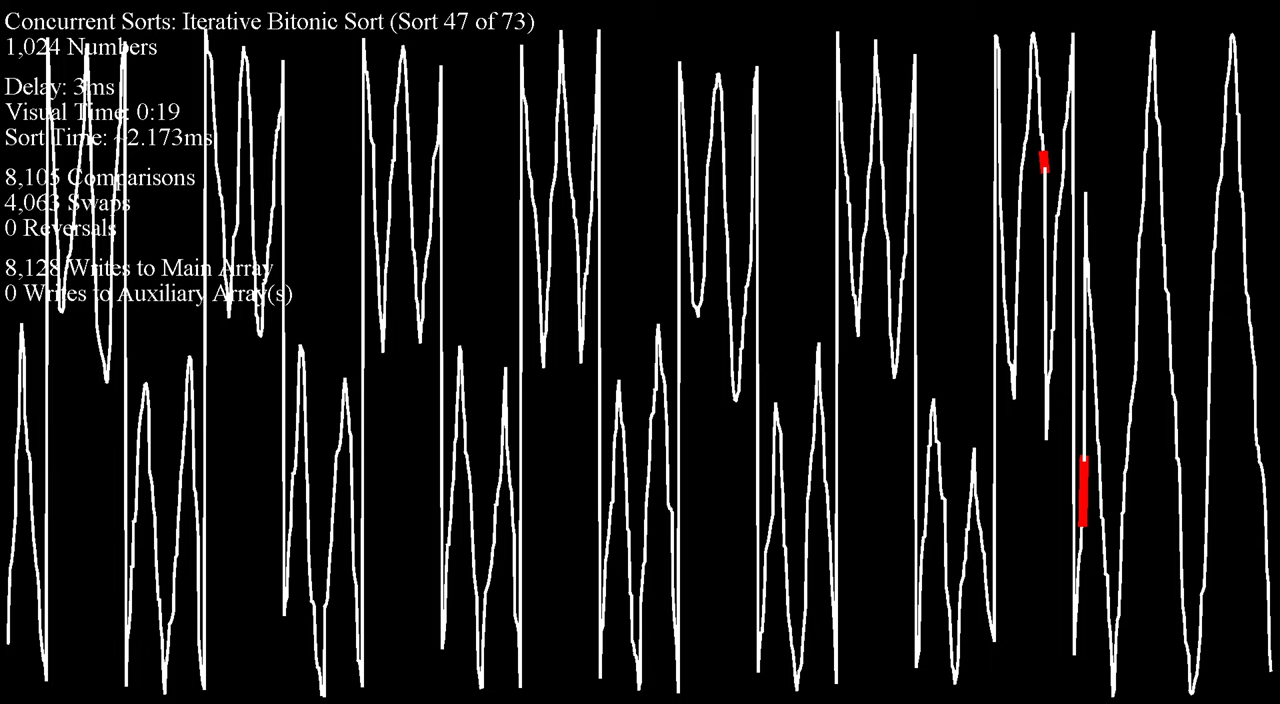 Concurrent Sorts: Iterative Bitonic Sort (Sort 47 of 73)
1,024 Numbers
Delay: 3ms
Visual Time: 0:19
Sort Time: ~2.173ms
8,105 Comparisons
4,063 Swaps
0 Reversals
8,128 Writes to Main Array
0 Writes to Auxiliary Array(s)